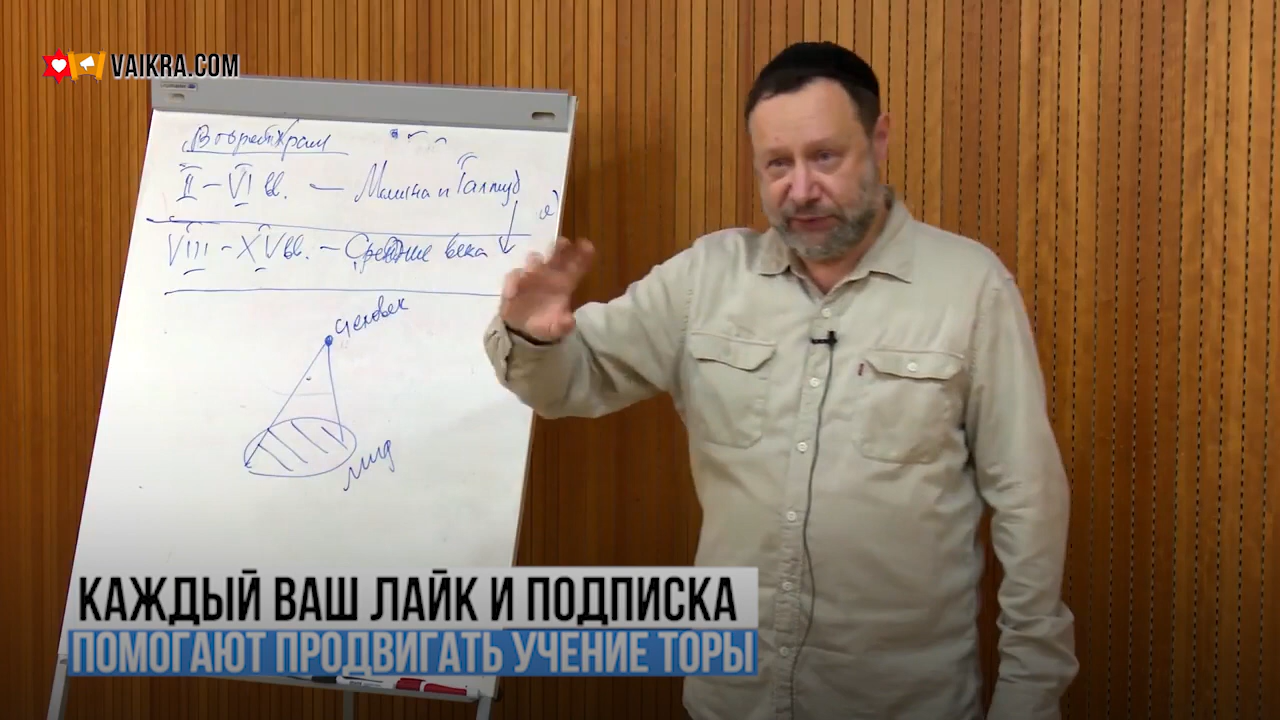 VAIKRA.COM
Второй Храм
II – VI вв. — Мишна и Талмуд
VIII – XV вв. – Средние века
человек
КАЖДЫЙ ВАШ ЛАЙК И ПОДПИСКА
ПОМОГАЮТ ПРОДВИГАТЬ УЧЕНИЕ ТОРЫ